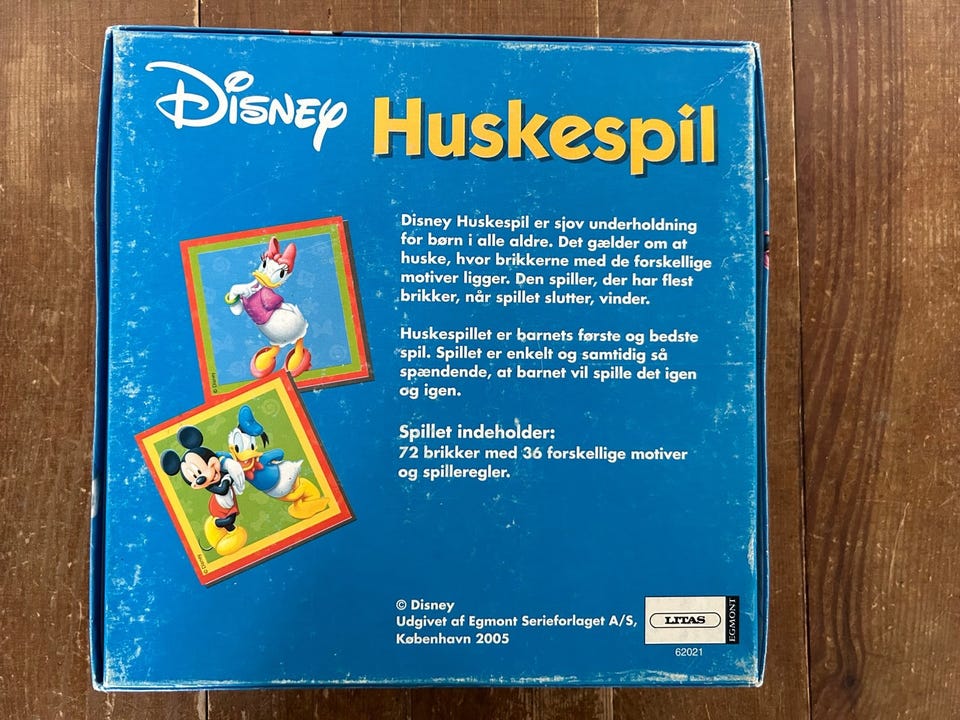 Disney Huskespil
Disney Huskespil er sjov underholdning
for børn i alle aldre. Det gælder om at
huske, hvor brikkerne med de forskellige
motiver ligger. Den spiller, der har flest
brikker, når spillet slutter, vinder.
Huskespillet er barnets første og bedste
spil. Spillet er enkelt og samtidig så
spændende, at barnet vil spille det igen
og igen.
Spillet indeholder:
72 brikker med 36 forskellige motiver
og spilleregler.
© Disney
© Disney
© Disney
Udgivet af Egmont Serieforlaget A/S,
København 2005
LITAS
EGMONT
62021